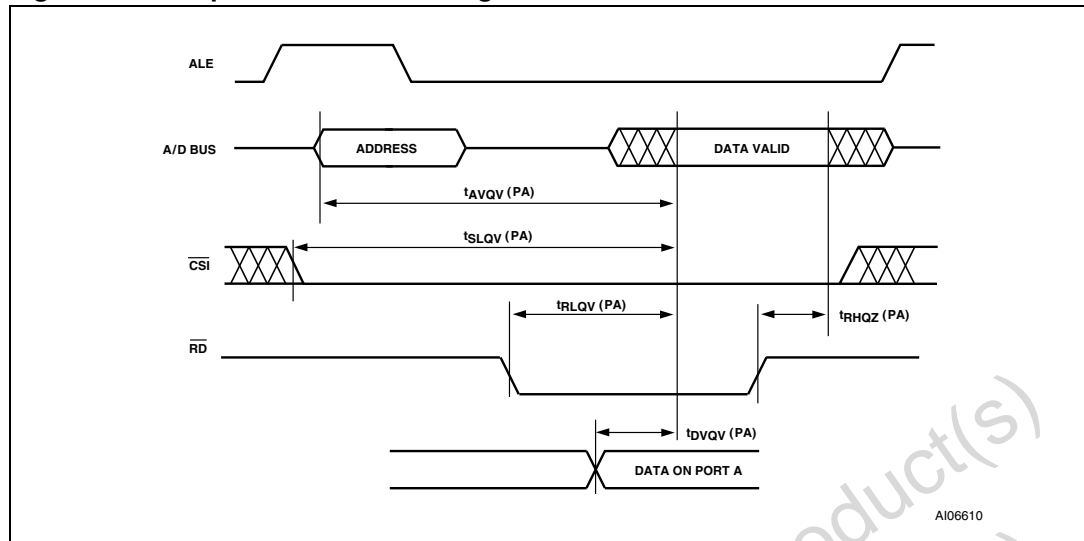 ALE
A/D BUS
ADDRESS
DATA VALID
tAVQV (PA)
tSLQV (PA)
CSI
tRLQV (PA)
tRHQZ (PA)
RD
tDVQV (PA)
DATA ON PORT A
AI06610